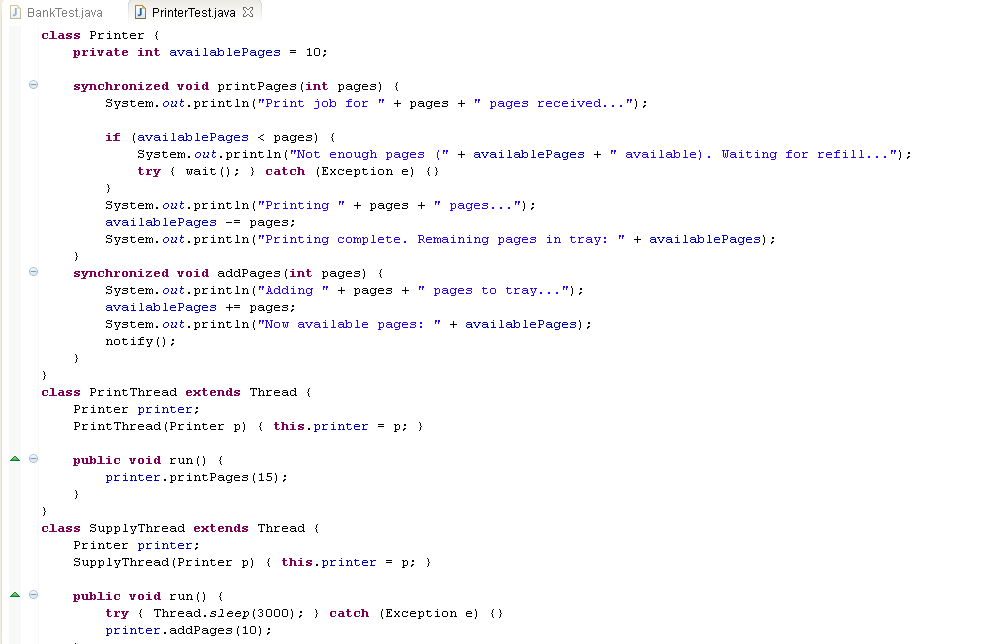 BankTest.java PrinterTest.java
class Printer {
    private int availablePages = 10;

    synchronized void printPages(int pages) {
        System.out.println("Print job for " + pages + " pages received...");

        if (availablePages < pages) {
            System.out.println("Not enough pages (" + availablePages + " available). Waiting for refill...");
            try { wait(); } catch (Exception e) {}
        }
        System.out.println("Printing " + pages + " pages...");
        availablePages -= pages;
        System.out.println("Printing complete. Remaining pages in tray: " + availablePages);
    }
    synchronized void addPages(int pages) {
        System.out.println("Adding " + pages + " pages to tray...");
        availablePages += pages;
        System.out.println("Now available pages: " + availablePages);
        notify();
    }
}
class PrintThread extends Thread {
    Printer printer;
    PrintThread(Printer p) { this.printer = p; }

    public void run() {
        printer.printPages(15);
    }
}
class SupplyThread extends Thread {
    Printer printer;
    SupplyThread(Printer p) { this.printer = p; }

    public void run() {
        try { Thread.sleep(3000); } catch (Exception e) {}
        printer.addPages(10);